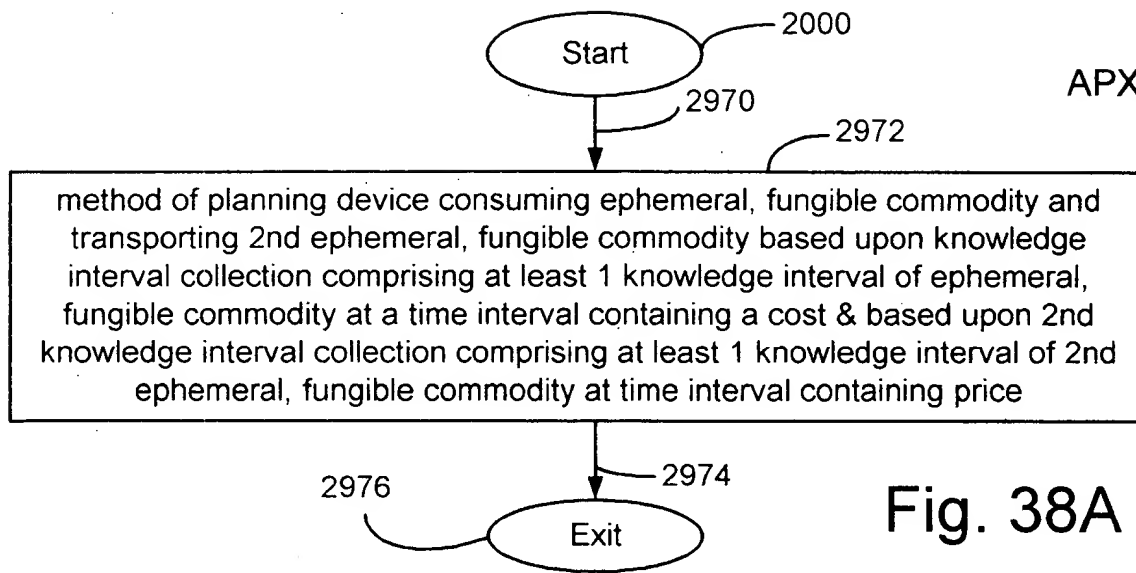 2000
Start
APX
2970
2972
method of planning device consuming ephemeral, fungible commodity and
transporting 2nd ephemeral, fungible commodity based upon knowledge
interval collection comprising at least 1 knowledge interval of ephemeral,
fungible commodity at a time interval containing a cost & based upon 2nd
knowledge interval collection comprising at least 1 knowledge interval of 2nd
ephemeral, fungible commodity at time interval containing price
2974
2976
Exit
Fig. 38A